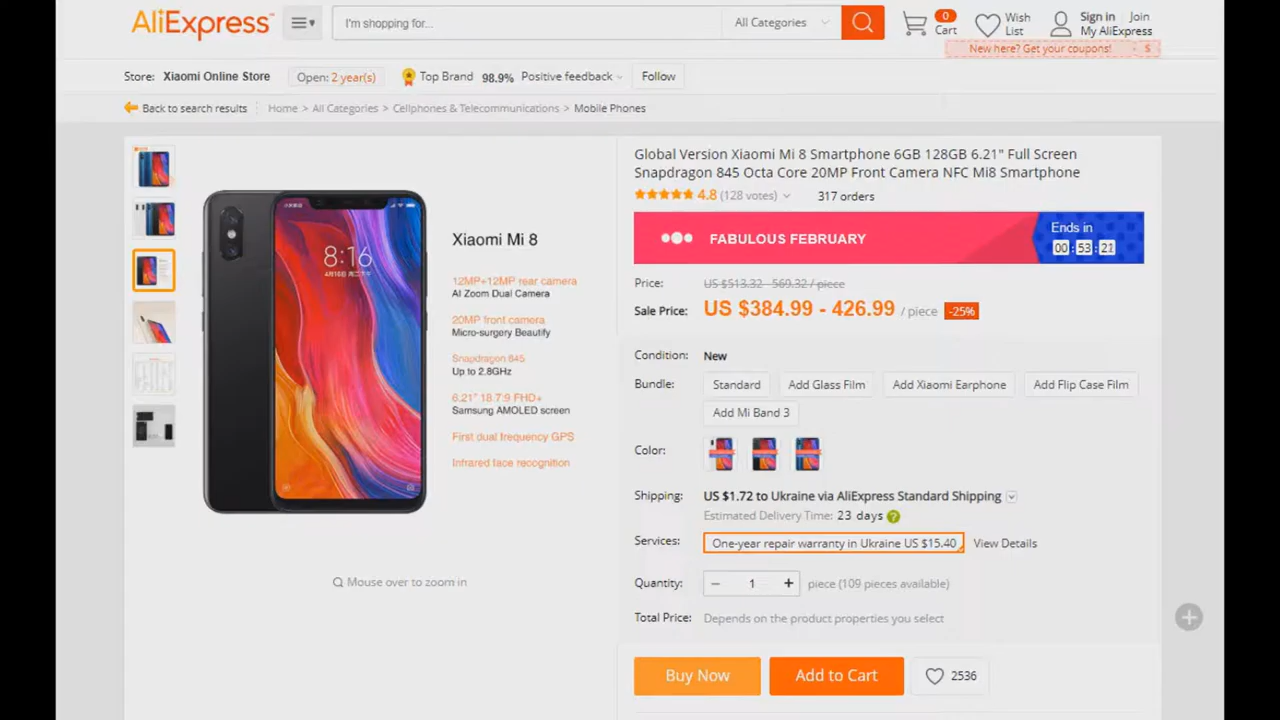 AliExpress™
I'm shopping for...
All Categories
0
Cart
Wish
List
Sign in
Join
My AliExpress
New here? Get your coupons!
$
Store: Xiaomi Online Store
Open: 2 year(s)
Top Brand 98.9% Positive feedback
Follow
Back to search results
Home > All Categories > Cellphones & Telecommunications > Mobile Phones
8:16
Xiaomi Mi 8
12MP+12MP rear camera
AI Zoom Dual Camera
20MP front camera
Micro-surgery Beautify
Snapdragon 845
Up to 2.8GHz
6.21" 18.7:9 FHD+
Samsung AMOLED screen
First dual frequency GPS
Infrared face recognition
Mouse over to zoom in
Global Version Xiaomi Mi 8 Smartphone 6GB 128GB 6.21" Full Screen
Snapdragon 845 Octa Core 20MP Front Camera NFC Mi8 Smartphone
4.8 (128 votes)
317 orders
FABULOUS FEBRUARY
Ends in
00 : 53 : 21
Price: US $513.32 - 569.32 / piece
Sale Price: US $384.99 - 426.99 / piece -25%
Condition: New
Bundle: Standard Add Glass Film Add Xiaomi Earphone Add Flip Case Film
Add Mi Band 3
Color:
Shipping: US $1.72 to Ukraine via AliExpress Standard Shipping
Estimated Delivery Time: 23 days ?
Services: One-year repair warranty in Ukraine US $15.40 View Details
Quantity: − 1 + piece (109 pieces available)
Total Price: Depends on the product properties you select
Buy Now
Add to Cart
2536